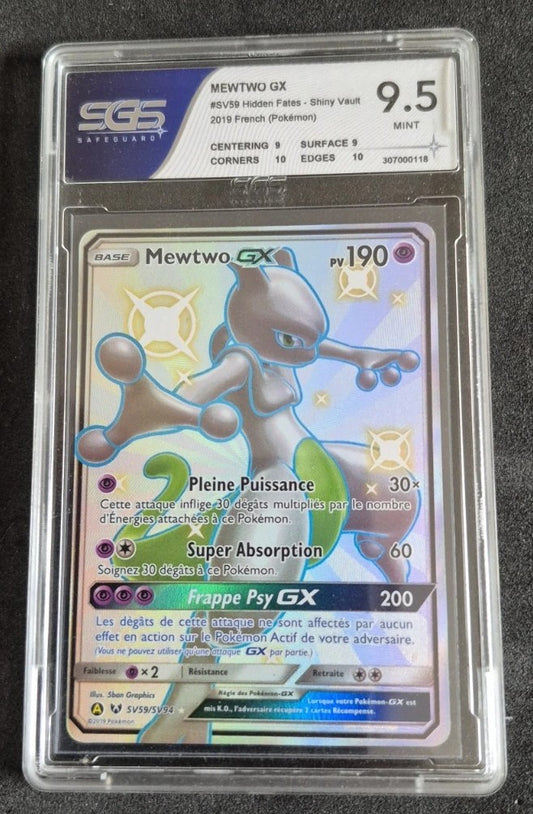 SGS
SAFEGUARD
MEWTWO GX
#SV59 Hidden Fates - Shiny Vault
2019 French (Pokémon)
9.5
MINT
CENTERING 9 SURFACE 9
CORNERS 10 EDGES 10
307000118
SGS
BASE Mewtwo GX PV 190
Pleine Puissance 30×
Cette attaque inflige 30 dégâts multipliés par le nombre
d'Énergies attachées à ce Pokémon.
Super Absorption 60
Soignez 30 dégâts à ce Pokémon.
Frappe Psy GX 200
Les dégâts de cette attaque ne sont affectés par aucun
effet en action sur le Pokémon Actif de votre adversaire.
(Vous ne pouvez utiliser qu'une attaque GX par partie.)
Faiblesse ×2 Résistance Retraite
Illus. 5ban Graphics
Règle des Pokémon-GX
Lorsque votre Pokémon-GX est
mis K.O., l'adversaire récupère 2 cartes Récompense.
A SV59/SV94
©2019 Pokémon